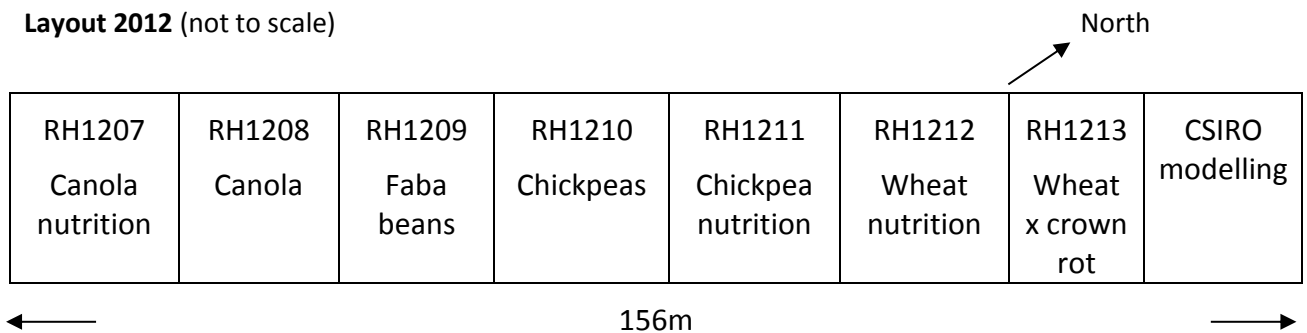 Layout 2012 (not to scale)
North
RH1207
Canola
nutrition
RH1208
Canola
RH1209
Faba
beans
RH1210
Chickpeas
RH1211
Chickpea
nutrition
RH1212
Wheat
nutrition
RH1213
Wheat
x crown
rot
CSIRO
modelling
156m